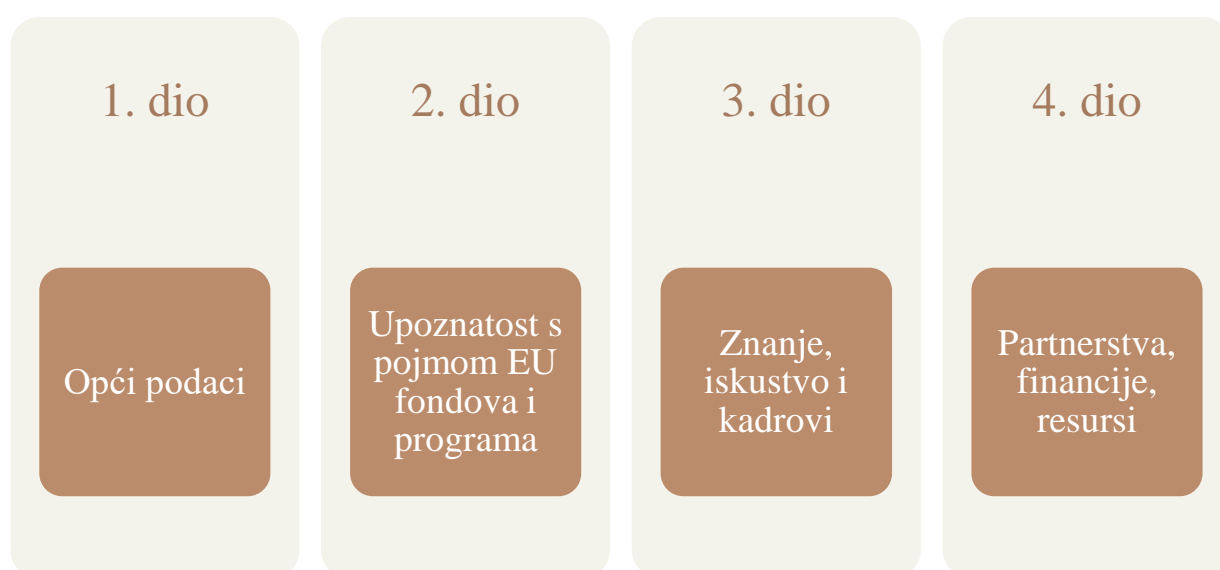 1. dio
Opći podaci
2. dio
Upoznatost s
pojmom EU
fondova i
programa
3. dio
Znanje,
iskustvo i
kadrovi
4. dio
Partnerstva,
financije,
resursi